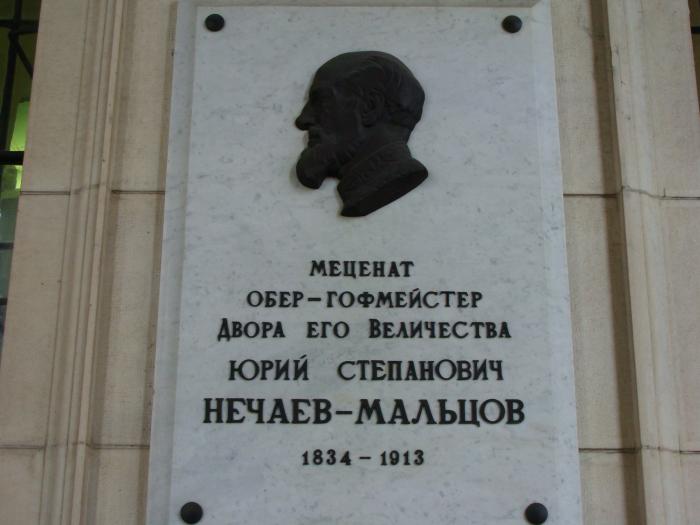 МЕЦЕНАТ
ОБЕР-ГОФМЕЙСТЕР
ДВОРА ЕГО ВЕЛИЧЕСТВА
ЮРИЙ СТЕПАНОВИЧ
НЕЧАЕВ-МАЛЬЦОВ
1834-1913